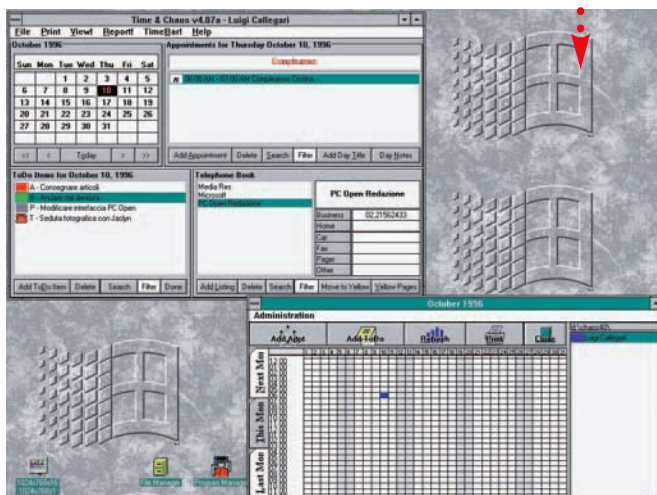 Time & Chaos v4.07a - Luigi Callegari
File Print View! Report! TimeBar! Help
October 1996
Sun Mon Tue Wed Thu Fri Sat
1 2 3 4 5
6 7 8 9 10 11 12
13 14 15 16 17 18 19
20 21 22 23 24 25 26
27 28 29 30 31
<< < Today > >>
Appointments for Thursday October 10, 1996
Compleanno:
06:00 AM - 07:00 AM Compleanno
Add Appointment Delete Search Filter Add Day Title Day Notes
ToDo Items for October 10, 1996
A - Consegnare articoli
B - Andare dal dentista
P - Modificare interfaccia PC Open
T - Seduta fotografica con Jaclyn
Add ToDo Item Delete Search Filter Done
Telephone Book
Media Res
Microsoft
PC Open Redazione
PC Open Redazione
Business 02,21562433
Home
Car
Fax
Pager
Other
Add Listing Delete Search Filter Move to Yellow Yellow Pages
October 1996
Administration
Add Appt Add ToDo Refresh Print Close
Luigi Callegari
Next Mon
This Mon
Last Mon
12:00
File Manager
Program Manager